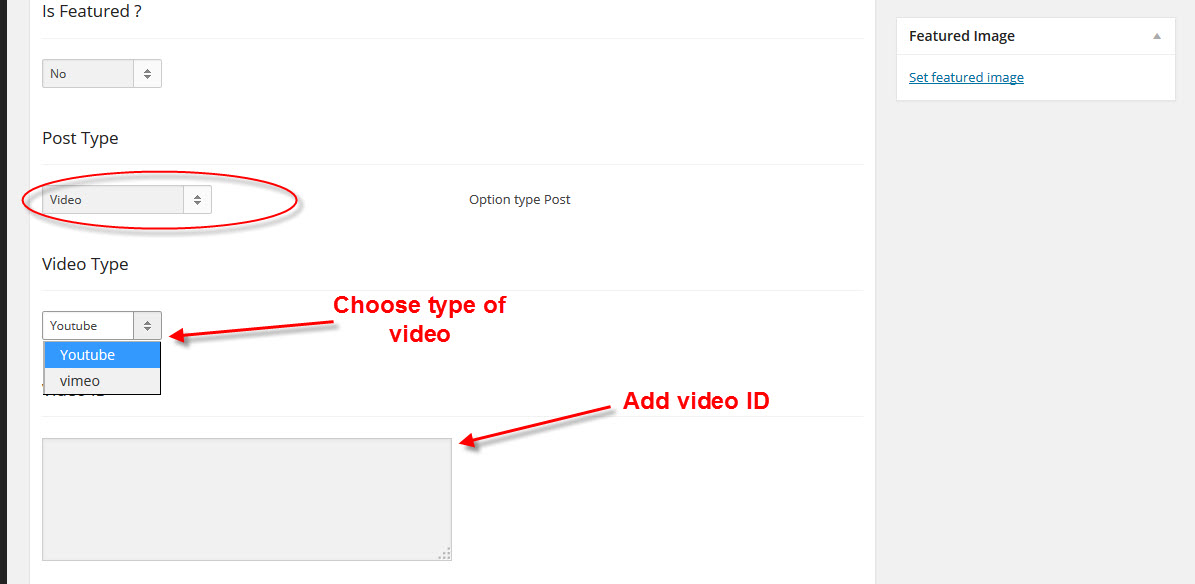 Is Featured ?
Featured Image
Set featured image
No
Post Type
Video
Option type Post
Video Type
Choose type of
video
Youtube
Youtube
vimeo
Add video ID